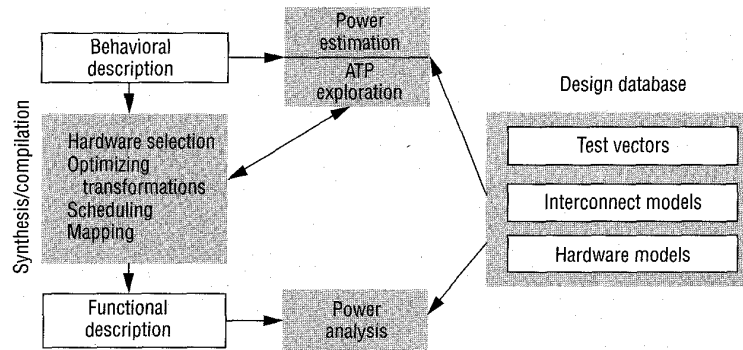 Behavioral
description
Power
estimation
ATP
exploration
Design database
Synthesis/compilation
Hardware selection
Optimizing
transformations
Scheduling
Mapping
Test vectors
Interconnect models
Hardware models
Functional
description
Power
analysis